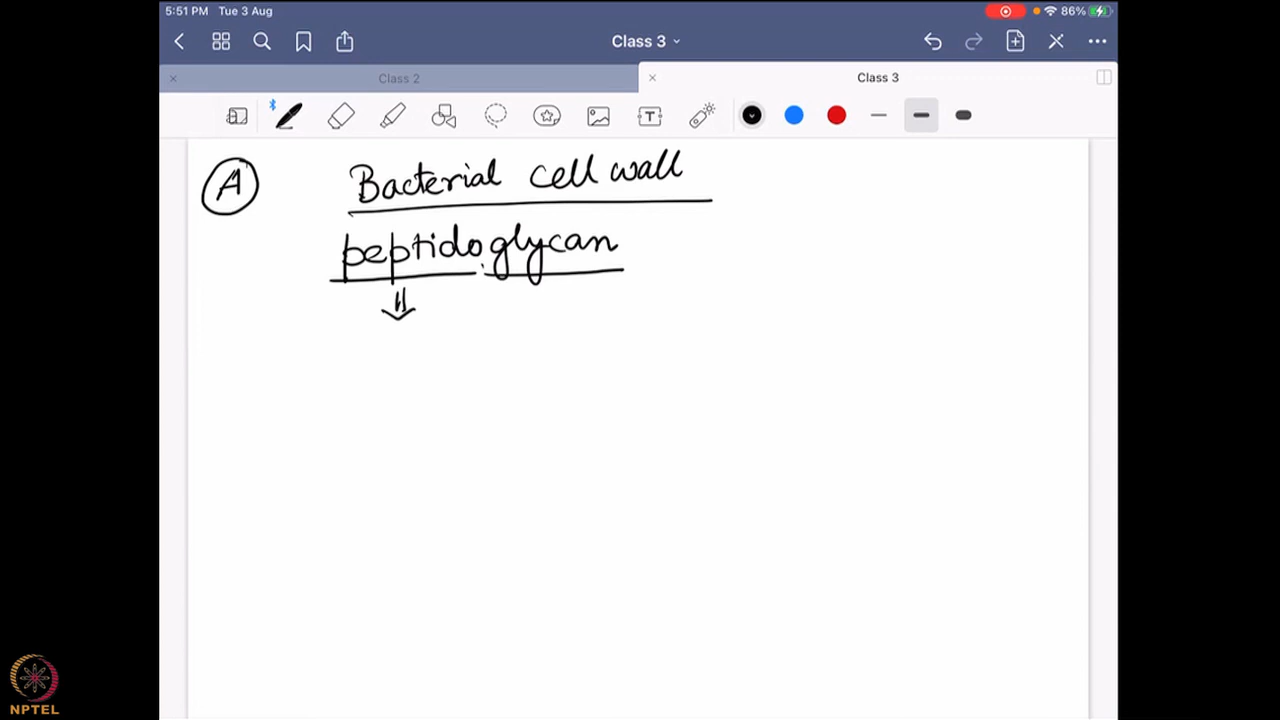 5:51 PM Tue 3 Aug
86%
Class 3
Class 2
Class 3
T
A
Bacterial cell wall
peptidoglycan
NPTEL